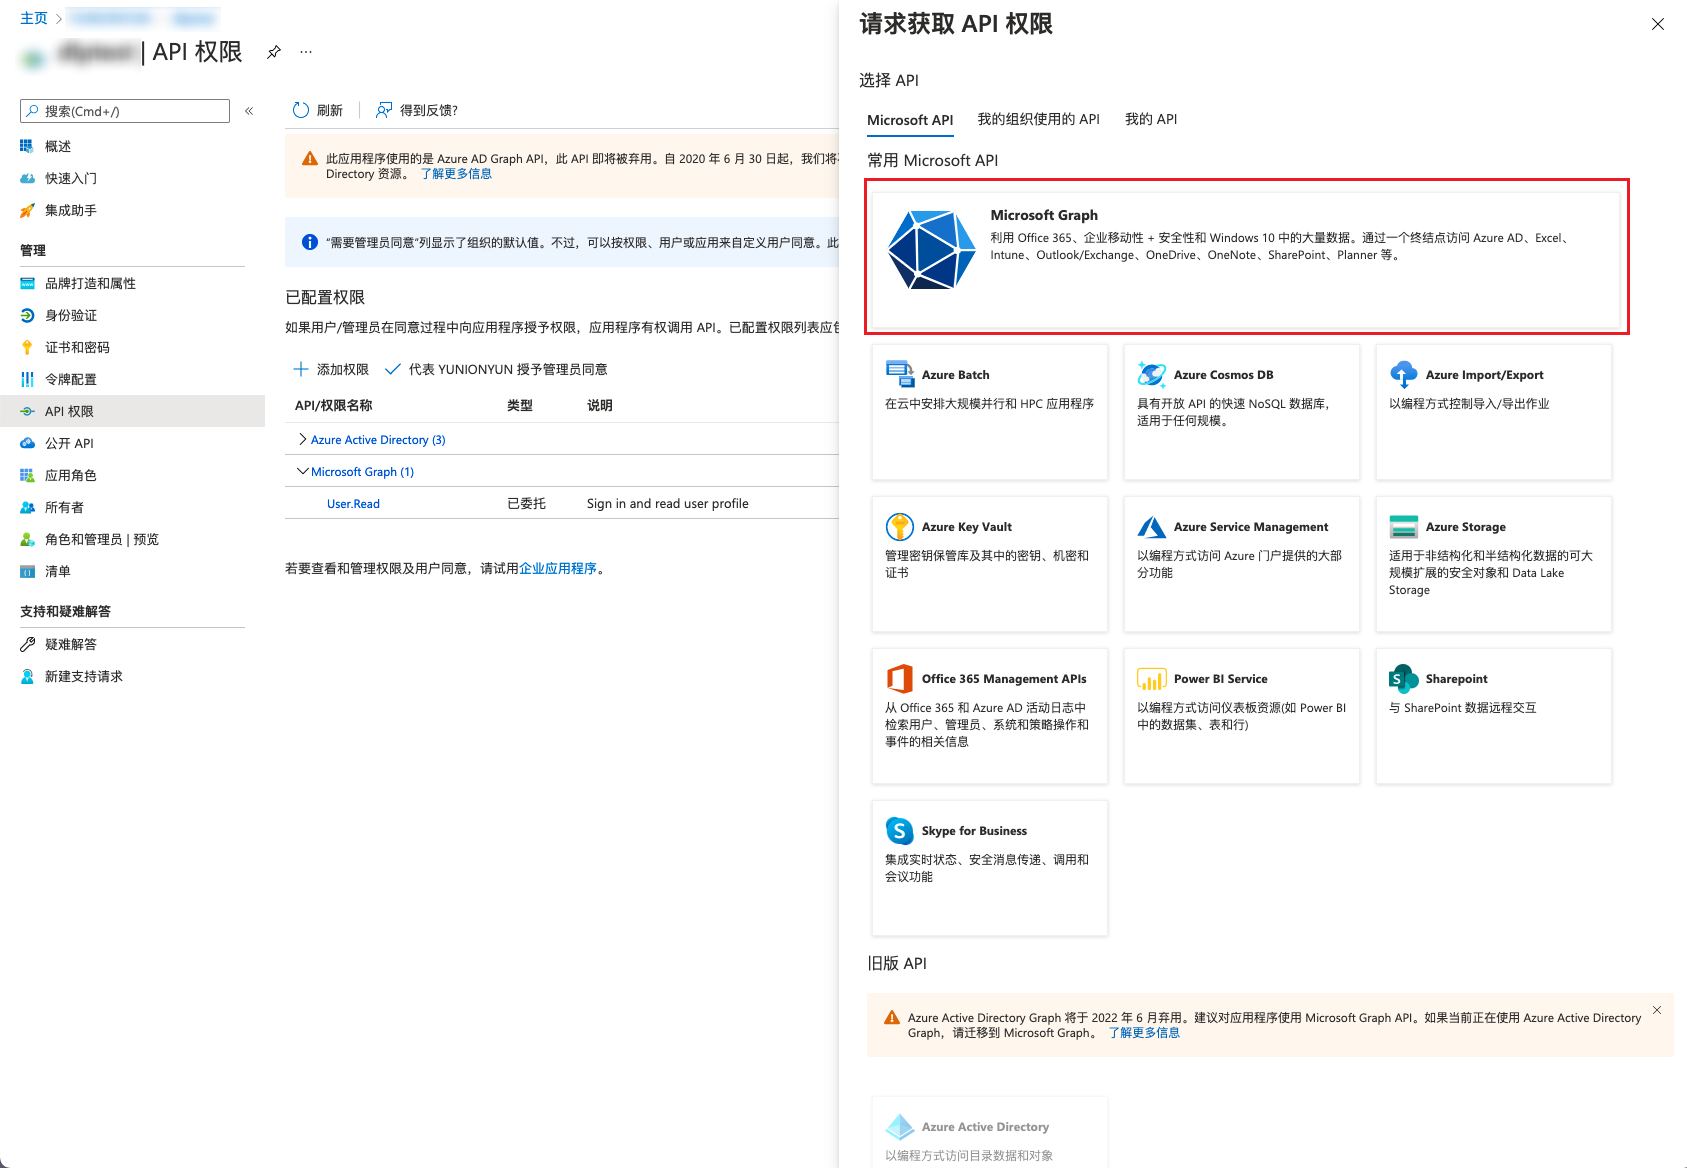 主页 >
| API 权限
···
搜索(Cmd+/)
«
概述
快速入门
集成助手
管理
品牌打造和属性
身份验证
证书和密码
令牌配置
API 权限
公开 API
应用角色
所有者
角色和管理员 | 预览
清单
支持和疑难解答
疑难解答
新建支持请求
刷新
得到反馈?
此应用程序使用的是 Azure AD Graph API，此 API 即将被弃用。自 2020 年 6 月 30 日起，我们将
Directory 资源。 了解更多信息
"需要管理员同意"列显示了组织的默认值。不过，可以按权限、用户或应用来自定义用户同意。此
已配置权限
如果用户/管理员在同意过程中向应用程序授予权限，应用程序有权调用 API。已配置权限列表应
添加权限
代表 YUNIONYUN 授予管理员同意
API/权限名称 类型 说明
Azure Active Directory (3)
Microsoft Graph (1)
User.Read 已委托 Sign in and read user profile
若要查看和管理权限及用户同意，请试用企业应用程序。
请求获取 API 权限
选择 API
Microsoft API 我的组织使用的 API 我的 API
常用 Microsoft API
Microsoft Graph
利用 Office 365、企业移动性 + 安全性和 Windows 10 中的大量数据。通过一个终结点访问 Azure AD、Excel、
Intune、Outlook/Exchange、OneDrive、OneNote、SharePoint、Planner 等。
Azure Batch
在云中安排大规模并行和 HPC 应用程序
Azure Cosmos DB
具有开放 API 的快速 NoSQL 数据库，
适用于任何规模。
Azure Import/Export
以编程方式控制导入/导出作业
Azure Key Vault
管理密钥保管库及其中的密钥、机密和
证书
Azure Service Management
以编程方式访问 Azure 门户提供的大部
分功能
Azure Storage
适用于非结构化和半结构化数据的可大
规模扩展的安全对象和 Data Lake
Storage
Office 365 Management APIs
从 Office 365 和 Azure AD 活动日志中
检索用户、管理员、系统和策略操作和
事件的相关信息
Power BI Service
以编程方式访问仪表板资源(如 Power BI
中的数据集、表和行)
Sharepoint
与 SharePoint 数据远程交互
Skype for Business
集成实时状态、安全消息传递、调用和
会议功能
旧版 API
Azure Active Directory Graph 将于 2022 年 6 月弃用。建议对应用程序使用 Microsoft Graph API。如果当前正在使用 Azure Active Directory
Graph，请迁移到 Microsoft Graph。 了解更多信息
Azure Active Directory
以编程方式访问目录数据和对象